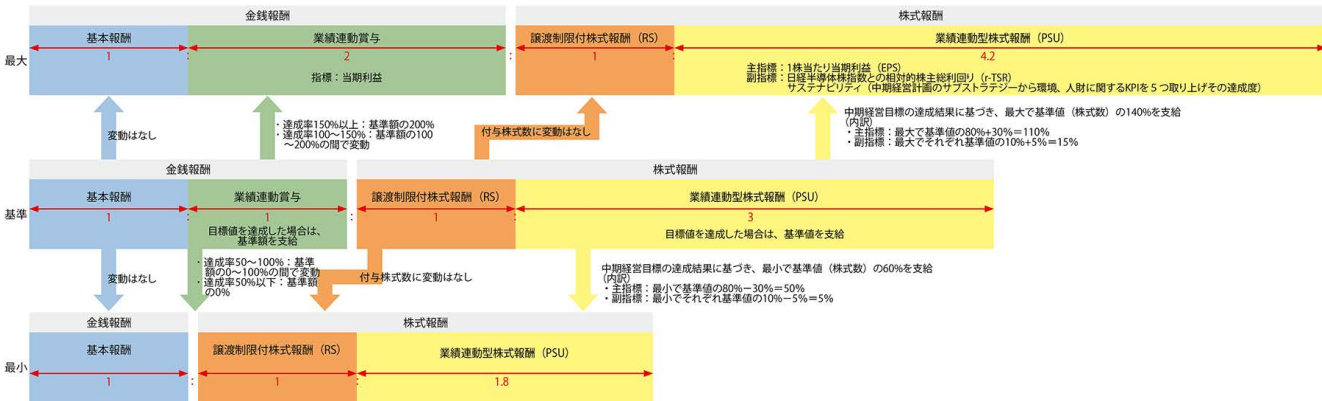 金銭報酬
株式報酬
最大
基本報酬
1
:
業績連動賞与
2
指標：当期利益
:
譲渡制限付株式報酬（RS）
1
:
業績連動型株式報酬（PSU）
4.2
主指標：1株当たり当期利益（EPS）
副指標：日経半導体株指数との相対的株主総利回り（r-TSR）
サステナビリティ（中期経営計画のサブストラテジーから環境、人財に関するKPIを５つ取り上げその達成度）
変動はなし
・達成率150%以上：基準額の200%
・達成率100～150%：基準額の100
～200%の間で変動
付与株式数に変動はなし
中期経営目標の達成結果に基づき、最大で基準値（株式数）の140%を支給
（内訳）
・主指標：最大で基準値の80%+30%＝110%
・副指標：最大でそれぞれ基準値の10%+5%＝15%
金銭報酬
株式報酬
基準
基本報酬
1
:
業績連動賞与
1
目標値を達成した場合は、
基準額を支給
:
譲渡制限付株式報酬（RS）
1
:
業績連動型株式報酬（PSU）
3
目標値を達成した場合は、基準値を支給
変動はなし
・達成率50～100%：基準
額の0～100%の間で変動
・達成率50%以下：基準額
の0%
付与株式数に変動はなし
中期経営目標の達成結果に基づき、最小で基準値（株式数）の60%を支給
（内訳）
・主指標：最小で基準値の80%－30%＝50%
・副指標：最小でそれぞれ基準値の10%－5%＝5%
金銭報酬
株式報酬
最小
基本報酬
1
:
譲渡制限付株式報酬（RS）
1
:
業績連動型株式報酬（PSU）
1.8